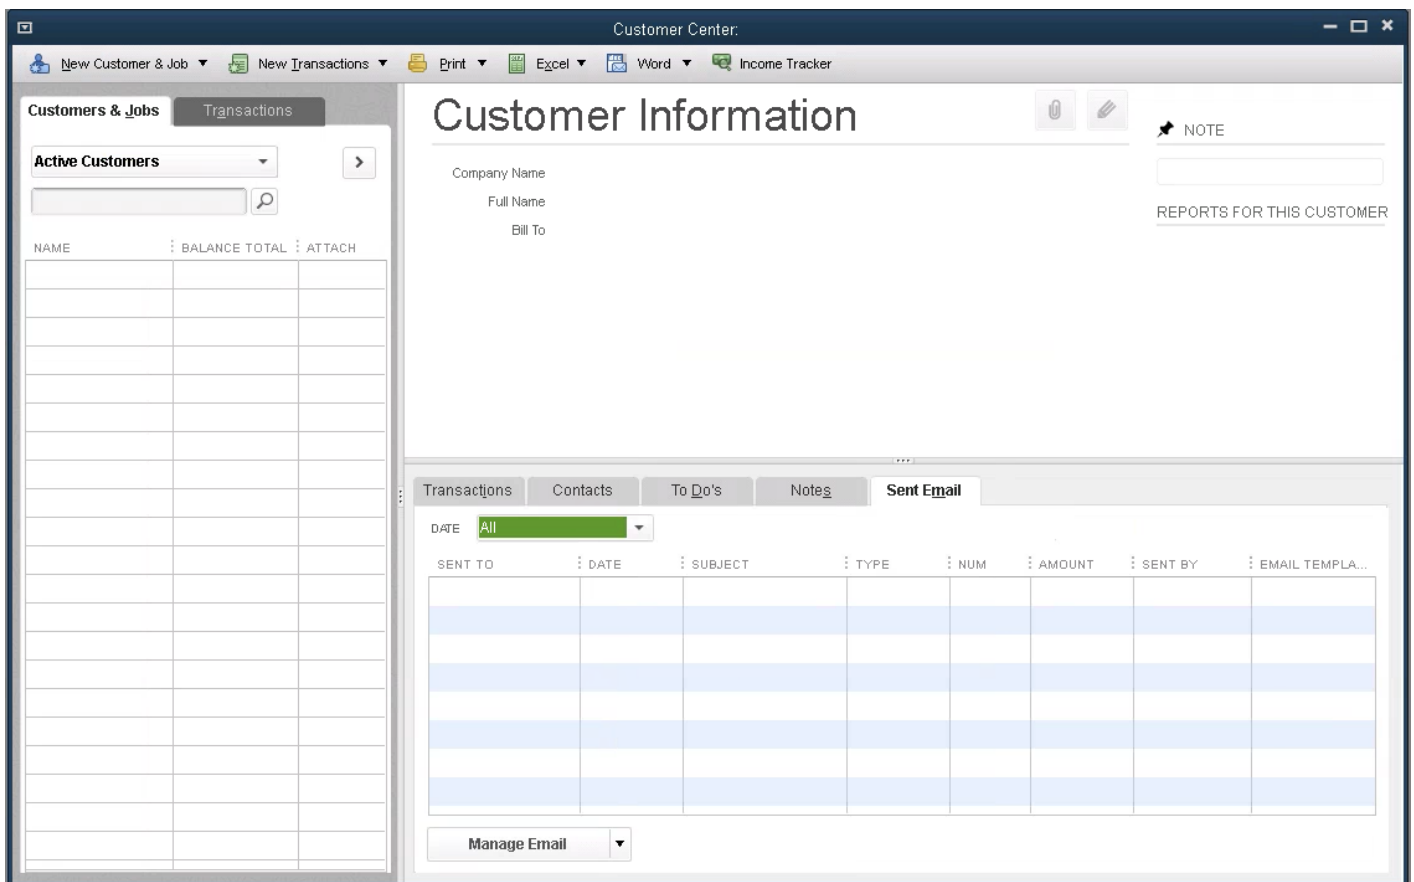 Customer Center:
New Customer & Job New Transactions Print Excel Word Income Tracker
Customers & Jobs Transactions
Active Customers
NAME BALANCE TOTAL ATTACH
Customer Information
Company Name
Full Name
Bill To
NOTE
REPORTS FOR THIS CUSTOMER
Transactions Contacts To Do's Notes Sent Email
DATE All
SENT TO DATE SUBJECT TYPE NUM AMOUNT SENT BY EMAIL TEMPLA...
Manage Email